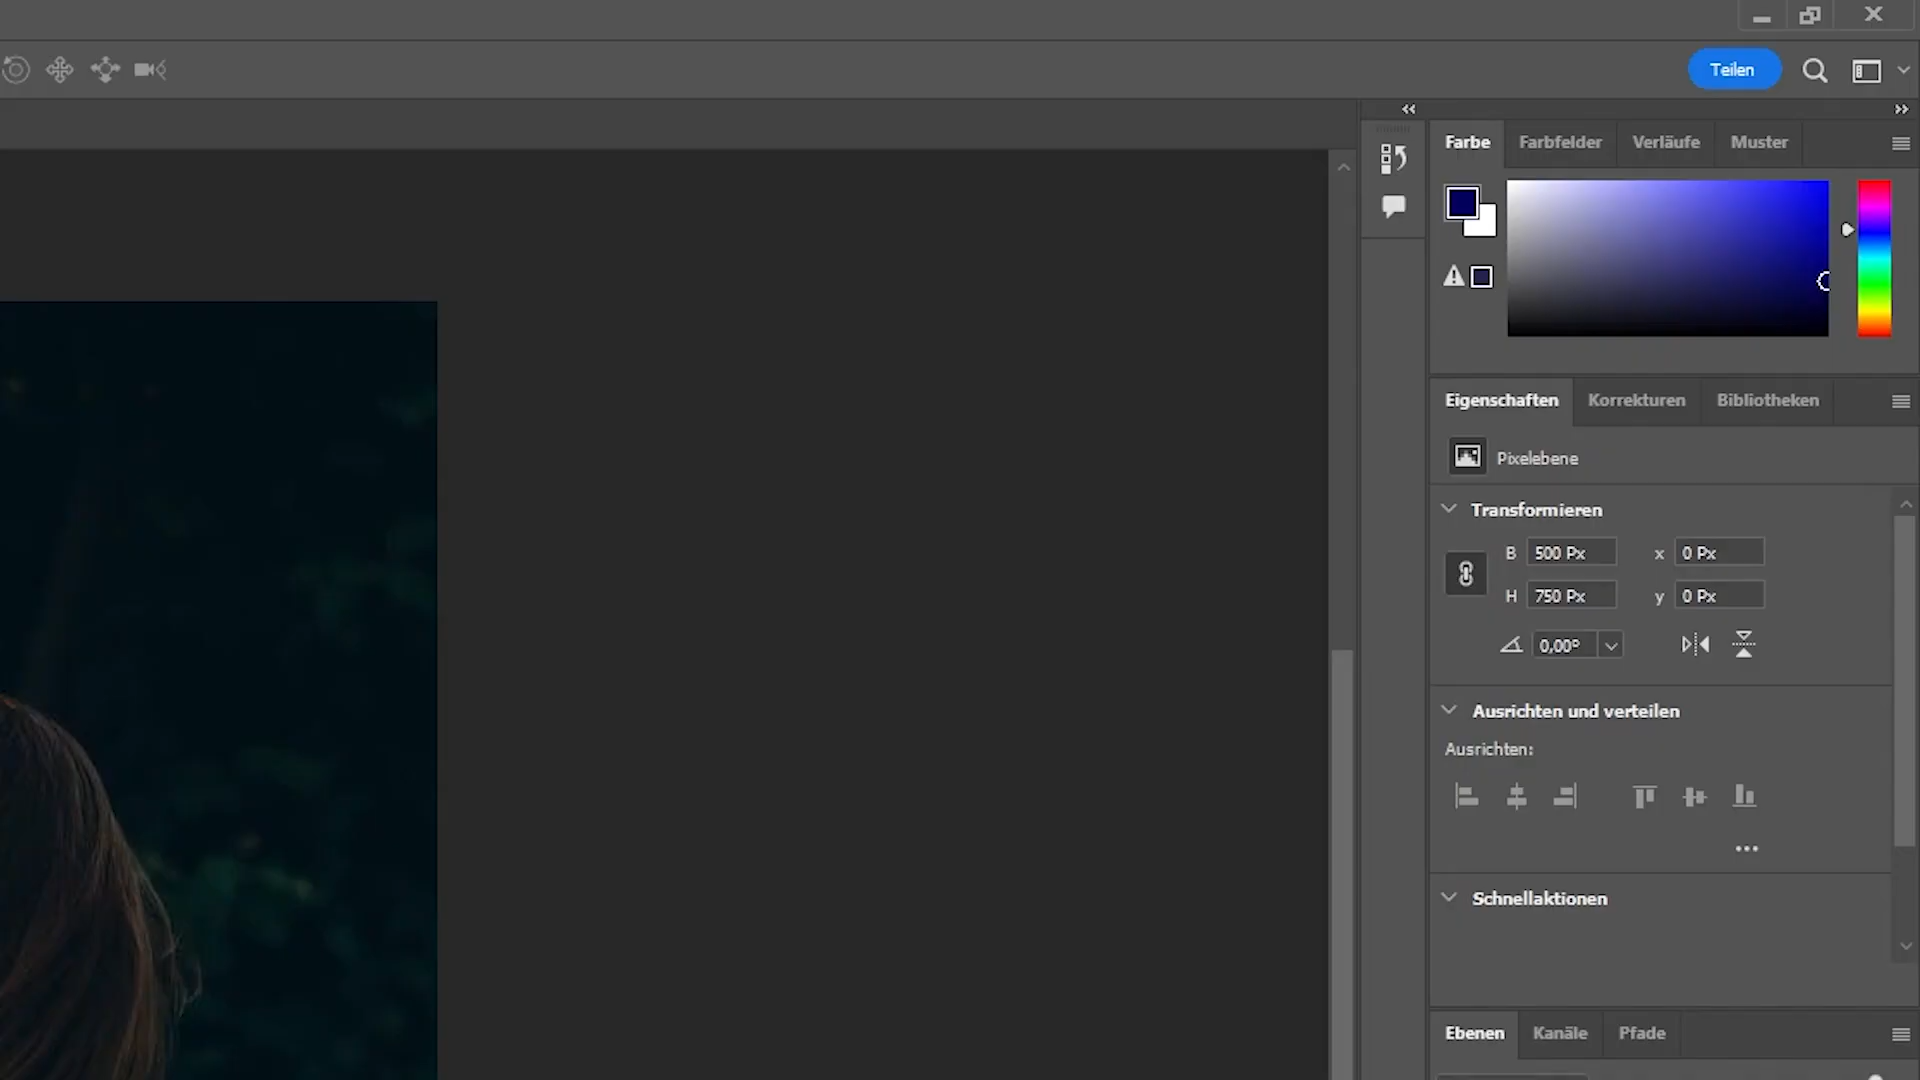 Teilen
Farbe Farbfelder Verläufe Muster
Eigenschaften Korrekturen Bibliotheken
Pixelebene
Transformieren
B 500 Px x 0 Px
H 750 Px y 0 Px
0,00°
Ausrichten und verteilen
Ausrichten:
Schnellaktionen
Ebenen Kanäle Pfade